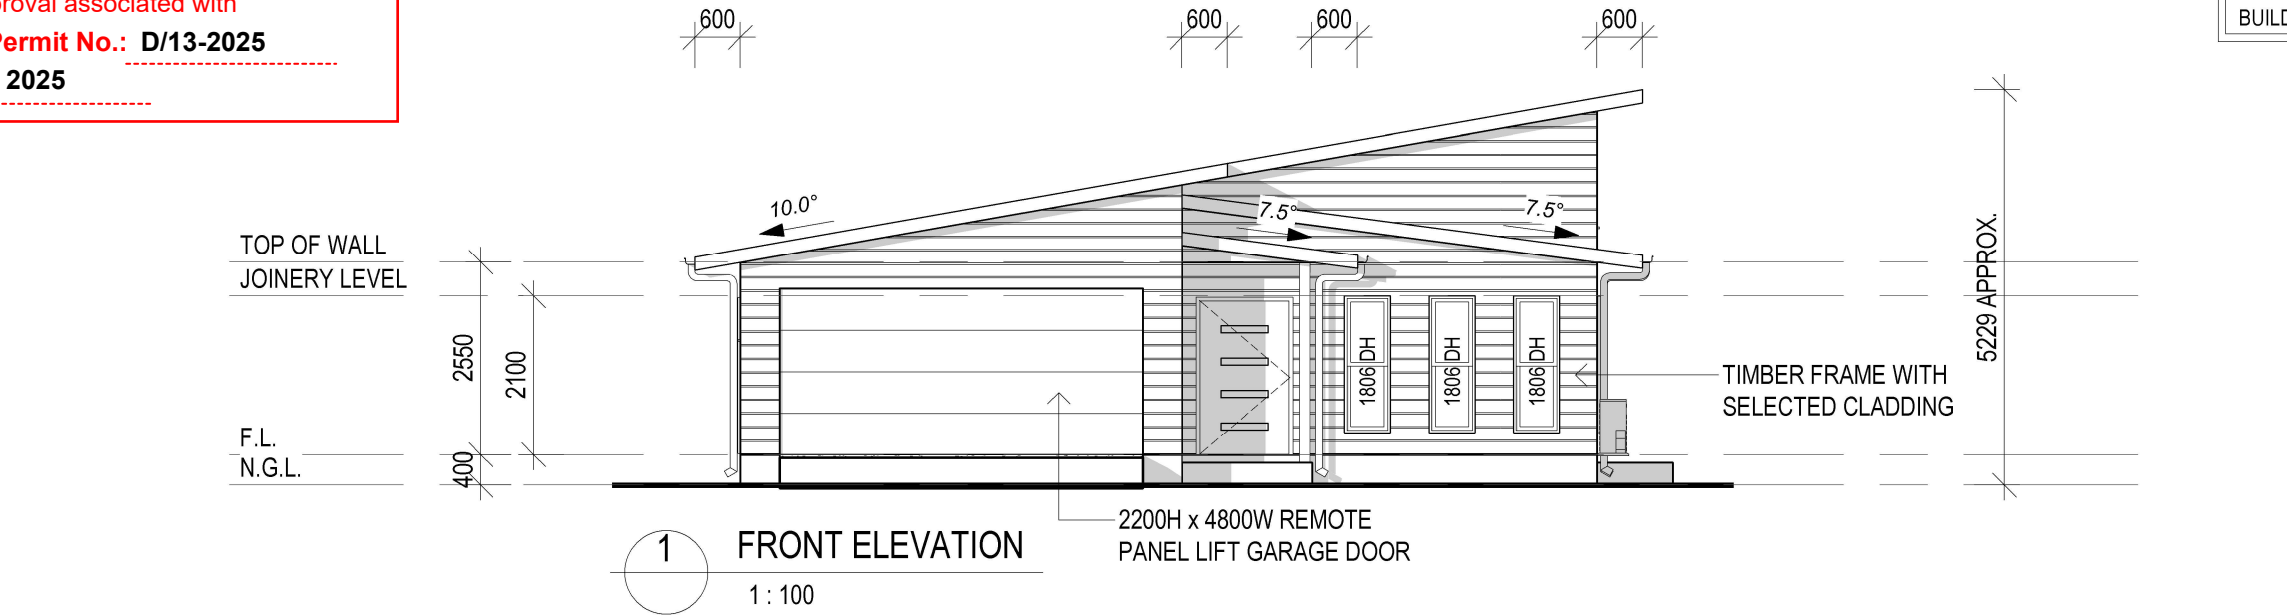 roval associated with
Permit No.: D/13-2025
2025
BUILD
600
600
600
600
10.0°
7.5°
7.5°
TOP OF WALL
JOINERY LEVEL
2550
2100
400
F.L.
N.G.L.
1806 DH
1806 DH
1806 DH
5229 APPROX.
TIMBER FRAME WITH
SELECTED CLADDING
2200H x 4800W REMOTE
PANEL LIFT GARAGE DOOR
1
FRONT ELEVATION
1 : 100